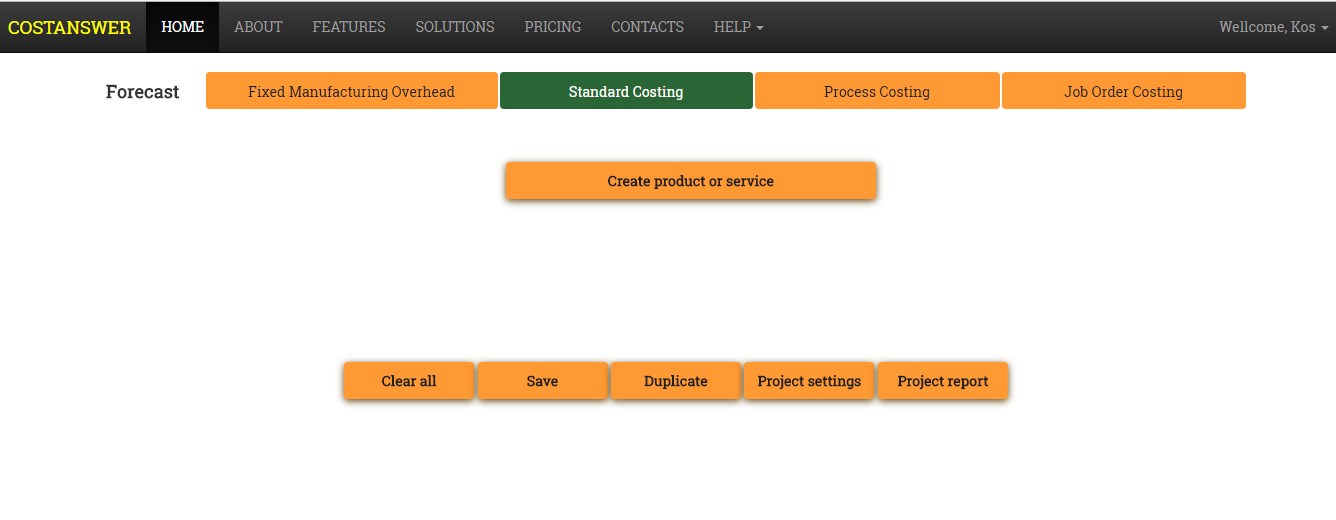 COSTANSWER HOME ABOUT FEATURES SOLUTIONS PRICING CONTACTS HELP Wellcome, Kos
Forecast Fixed Manufacturing Overhead Standard Costing Process Costing Job Order Costing
Create product or service
Clear all Save Duplicate Project settings Project report